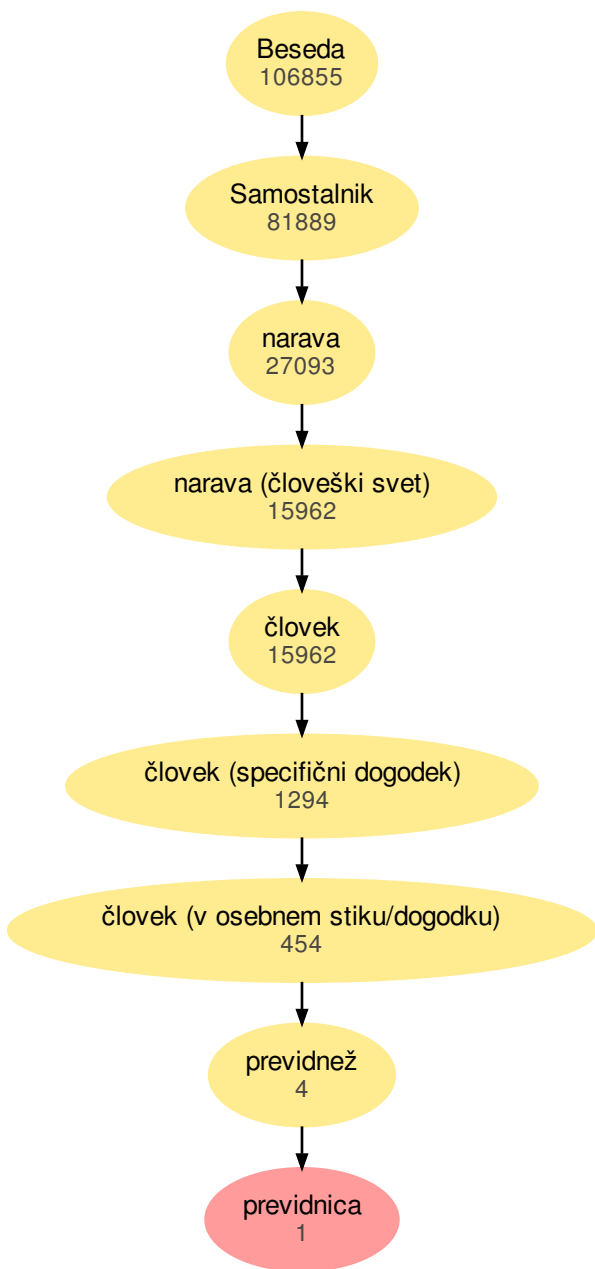 Beseda
106855
Samostalnik
81889
narava
27093
narava (človeški svet)
15962
človek
15962
človek (specifični dogodek)
1294
človek (v osebnem stiku/dogodku)
454
previdnež
4
previdnica
1